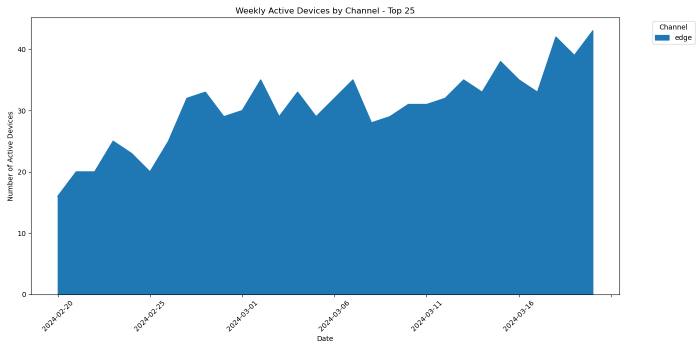 Weekly Active Devices by Channel - Top 25
Channel
edge
Number of Active Devices
40
30
20
10
0
2024-02-20
2024-02-25
2024-03-01
2024-03-06
2024-03-11
2024-03-16
Date